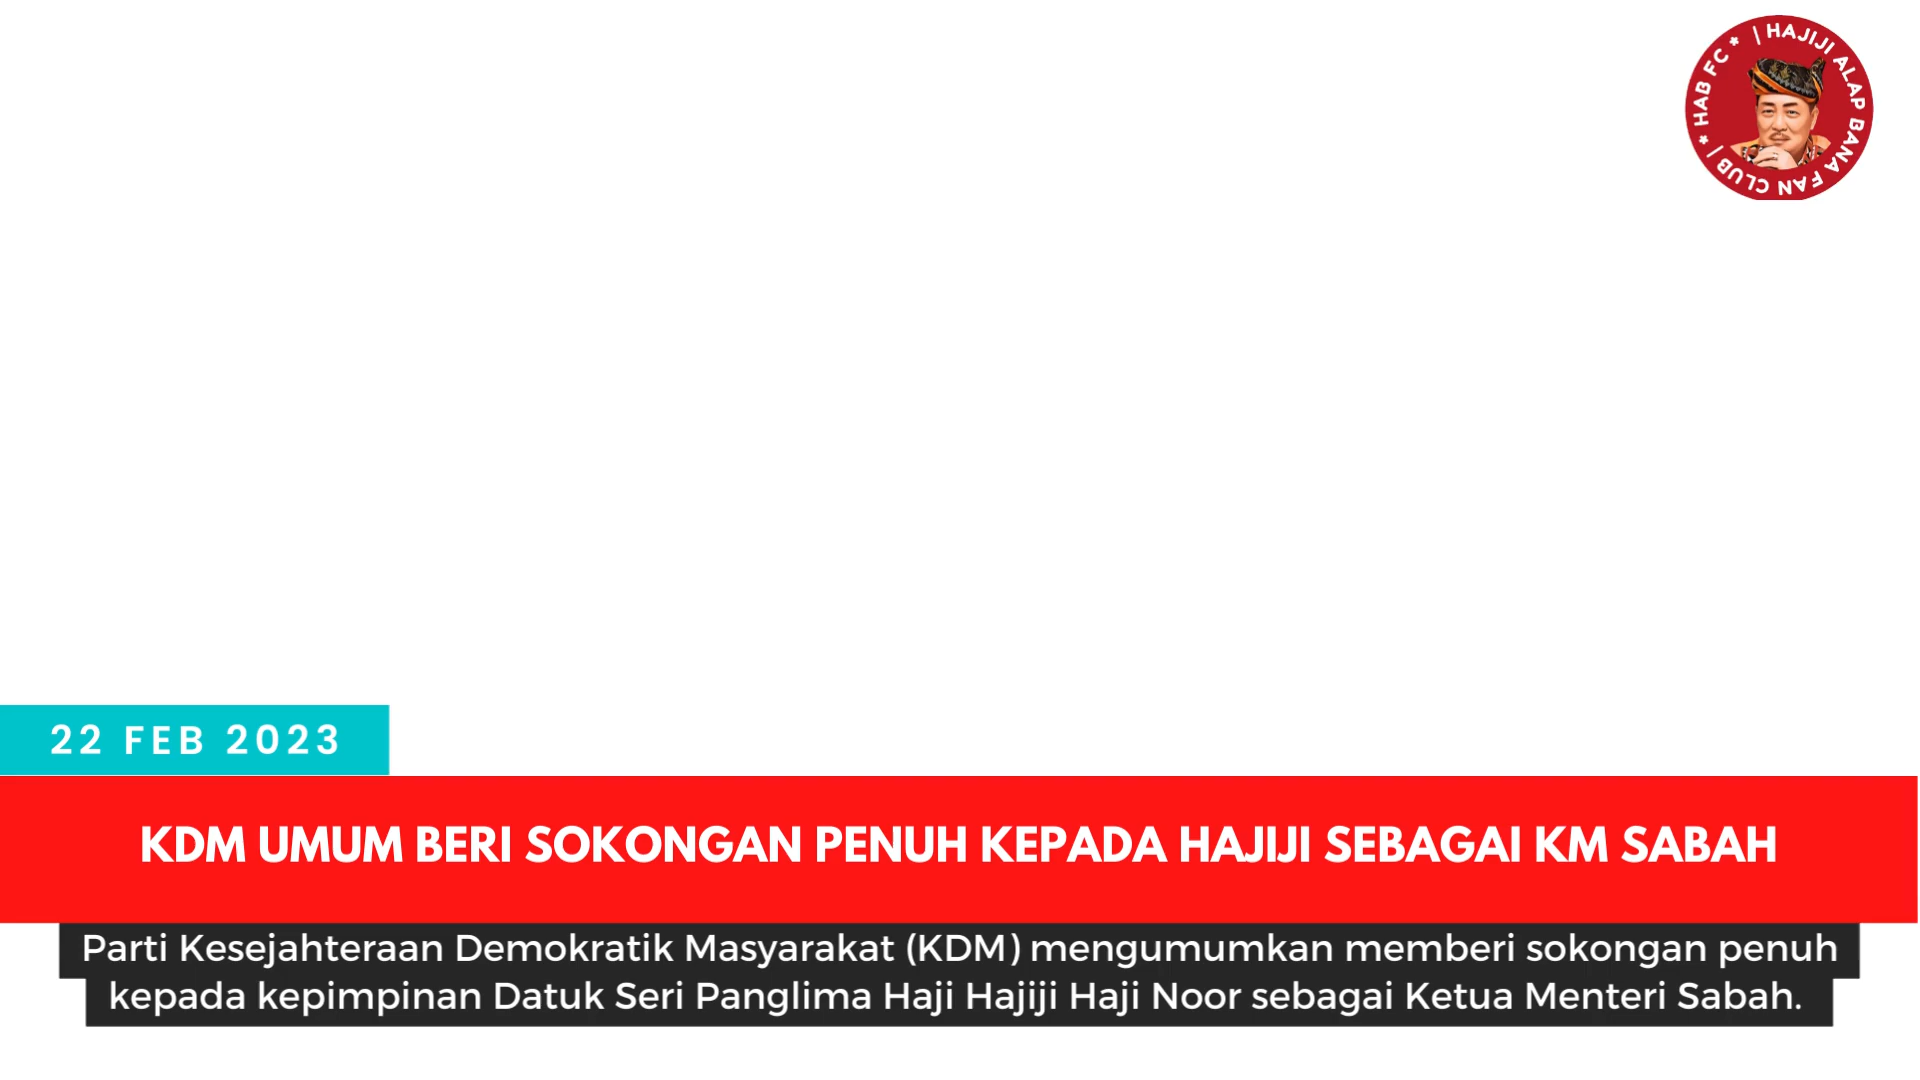 * HAB FC * | HAJIJI ALAP BANA FAN CLUB |
22 FEB 2023
KDM UMUM BERI SOKONGAN PENUH KEPADA HAJIJI SEBAGAI KM SABAH
Parti Kesejahteraan Demokratik Masyarakat (KDM) mengumumkan memberi sokongan penuh
kepada kepimpinan Datuk Seri Panglima Haji Hajiji Haji Noor sebagai Ketua Menteri Sabah.